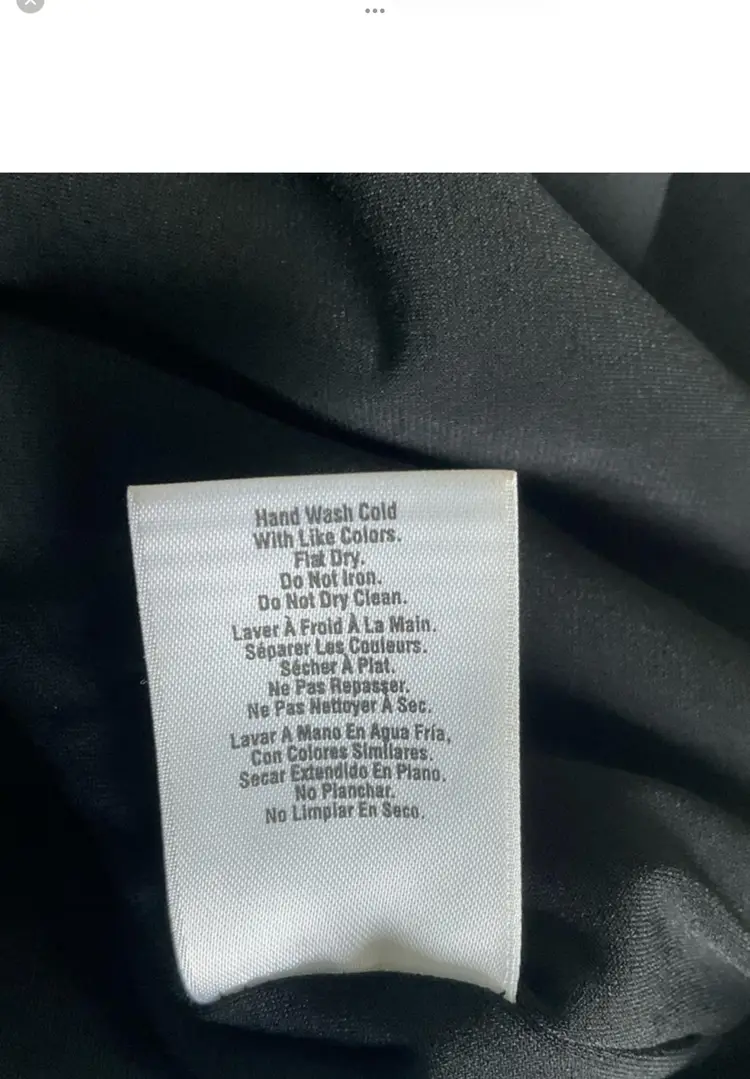 Hand Wash Cold
With Like Colors.
Flat Dry.
Do Not Iron.
Do Not Dry Clean.
Laver À Froid À La Main.
Séparer Les Couleurs.
Sécher À Plat.
Ne Pas Repasser.
Ne Pas Nettoyer À Sec.
Lavar A Mano En Agua Fría,
Con Colores Similares.
Secar Extendido En Plano.
No Planchar.
No Limpiar En Seco.